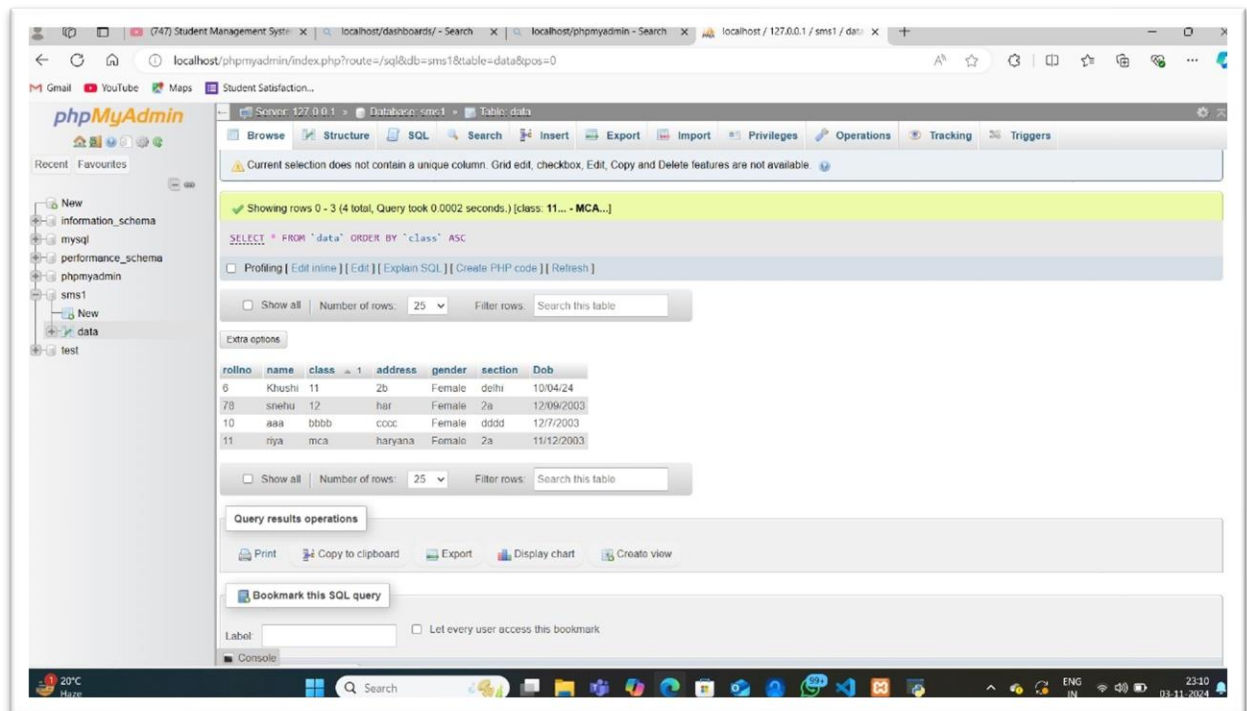 (747) Student Management Syste
localhost/dashboards/ - Search
localhost/phpmyadmin - Search
localhost / 127.0.0.1 / sms1 / data
localhost/phpmyadmin/index.php?route=/sql&db=sms1&table=data&pos=0
Gmail YouTube Maps Student Satisfaction...
phpMyAdmin
Recent Favourites
New
information_schema
mysql
performance_schema
phpmyadmin
sms1
New
data
test
Server: 127.0.0.1 » Database: sms1 » Table: data
Browse Structure SQL Search Insert Export Import Privileges Operations Tracking Triggers
Current selection does not contain a unique column. Grid edit, checkbox, Edit, Copy and Delete features are not available.
Showing rows 0 - 3 (4 total, Query took 0.0002 seconds.) [class: 11... - MCA...]
SELECT * FROM `data` ORDER BY `class` ASC
Profiling [ Edit inline ] [ Edit ] [ Explain SQL ] [ Create PHP code ] [ Refresh ]
Show all Number of rows: 25 Filter rows: Search this table
Extra options
rollno name class 1 address gender section Dob
6 Khushi 11 2b Female delhi 10/04/24
78 snehu 12 har Female 2a 12/09/2003
10 aaa bbbb cccc Female dddd 12/7/2003
11 riya mca haryana Female 2a 11/12/2003
Show all Number of rows: 25 Filter rows: Search this table
Query results operations
Print Copy to clipboard Export Display chart Create view
Bookmark this SQL query
Label: Let every user access this bookmark
Console
1 20°C
Haze
Search
99+
ENG
IN
23:10
03-11-2024